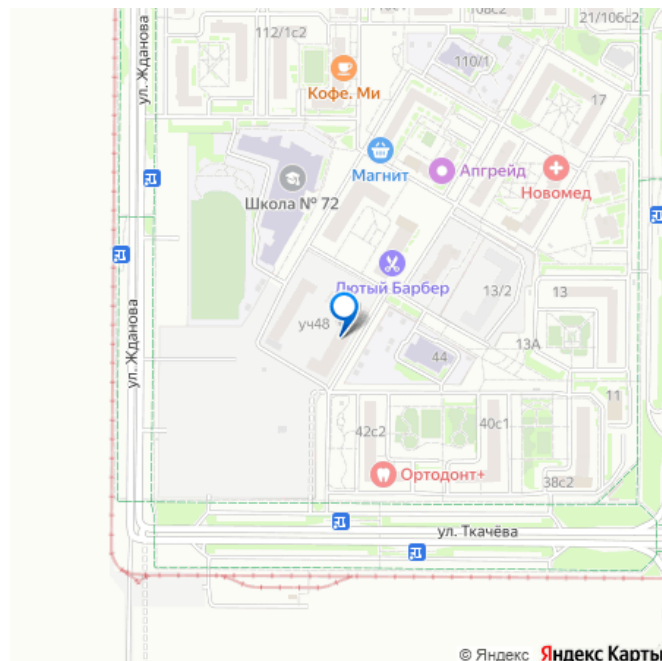 108с2
21/106с2
112/1с2
ул. Жданова
110/1
Кофе. Ми
17
Магнит
Апгрейд
Новомед
Школа № 72
Лютый Барбер
13/2
13
уч48
13А
44
ул. Жданова
11
42с2
40с1
Ортодонт+
38с2
ул. Ткачёва
© Яндекс Яндекс Карты